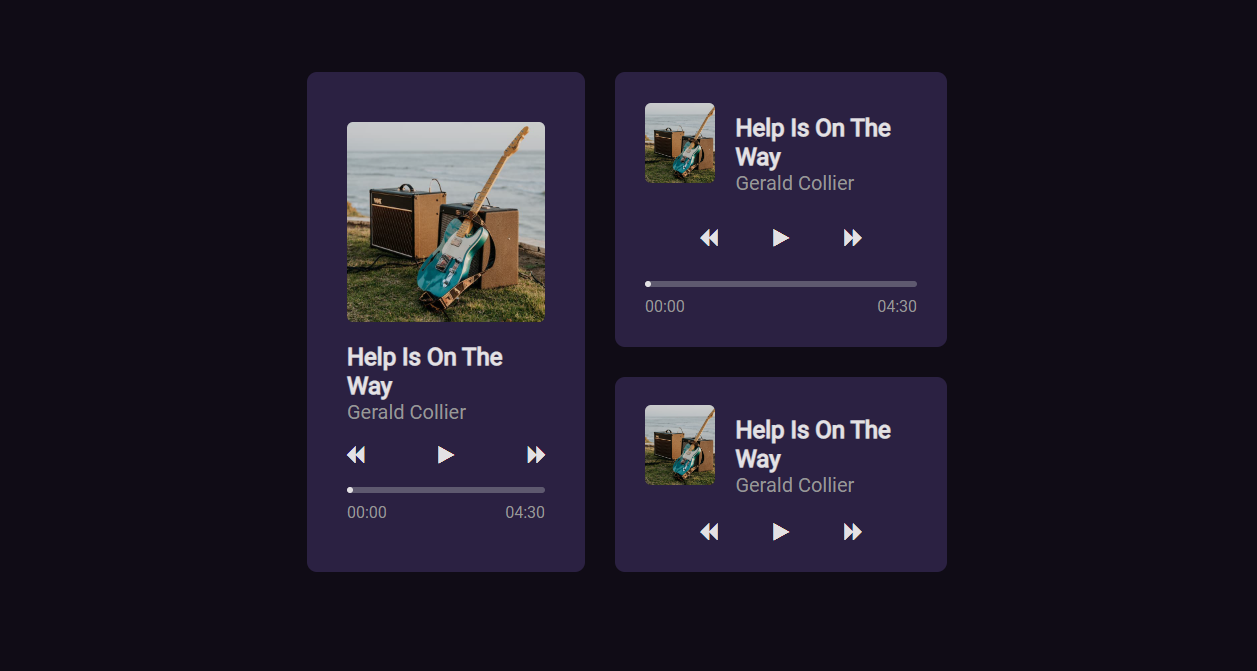 Help Is On The
Way
Gerald Collier
00:00 04:30
Help Is On The
Way
Gerald Collier
00:00 04:30
Help Is On The
Way
Gerald Collier